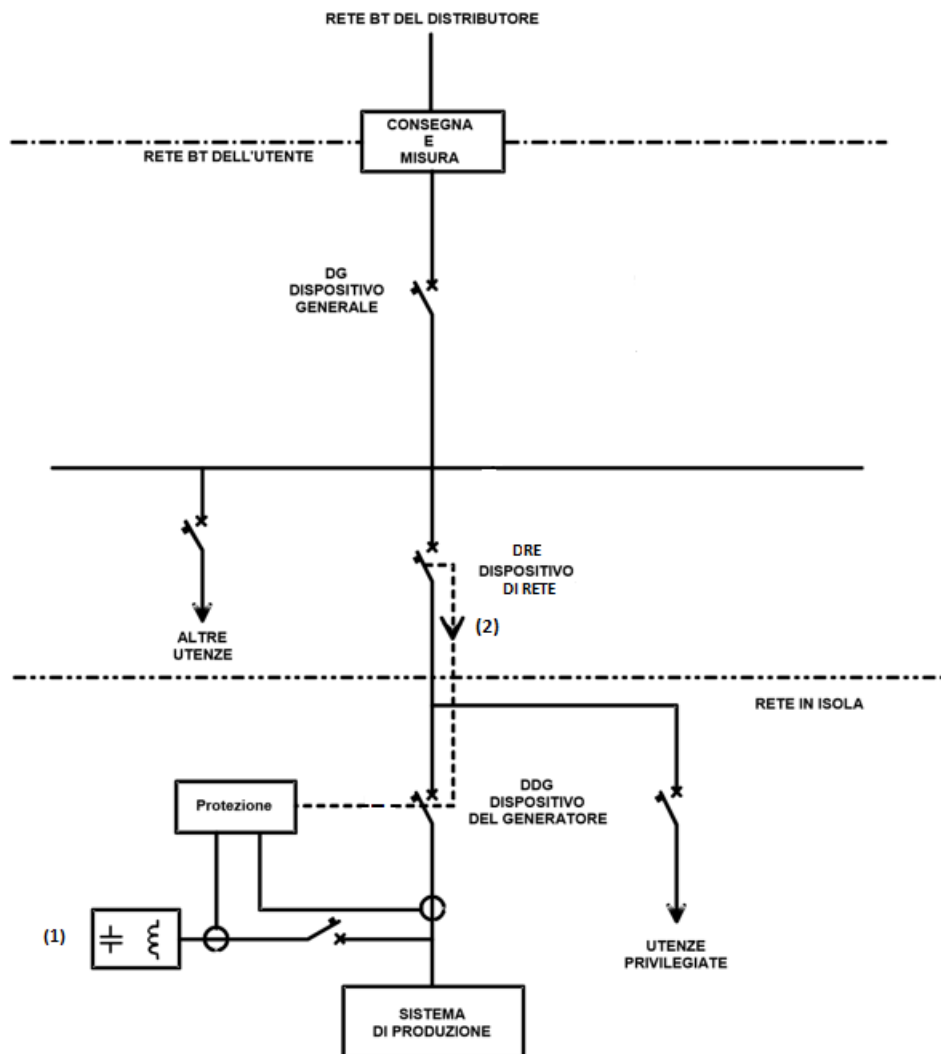 RETE BT DEL DISTRIBUTORE
CONSEGNA
E
MISURA
RETE BT DELL'UTENTE
DG
DISPOSITIVO
GENERALE
DRE
DISPOSITIVO
DI RETE
(2)
ALTRE
UTENZE
RETE IN ISOLA
Protezione
DDG
DISPOSITIVO
DEL GENERATORE
(1)
UTENZE
PRIVILEGIATE
SISTEMA
DI PRODUZIONE